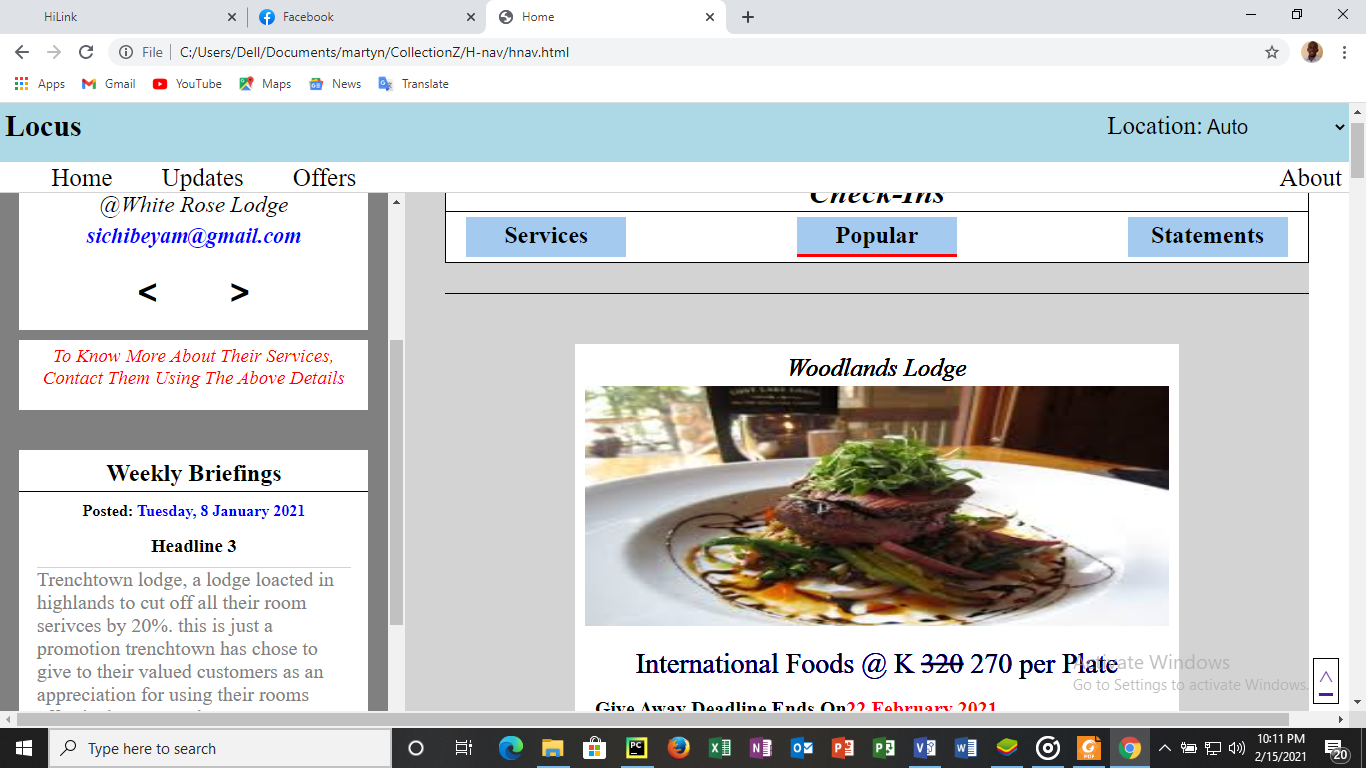 HiLink
Facebook
Home
File
C:/Users/Dell/Documents/martyn/CollectionZ/H-nav/hnav.html
Apps
Gmail
YouTube
Maps
News
Translate
Locus
Location: Auto
Home
Updates
Offers
About
@White Rose Lodge
sichibeyam@gmail.com
< >
To Know More About Their Services,
Contact Them Using The Above Details
Weekly Briefings
Posted: Tuesday, 8 January 2021
Headline 3
Trenchtown lodge, a lodge loacted in
highlands to cut off all their room
serivces by 20%. this is just a
promotion trenchtown has chose to
give to their valued customers as an
appreciation for using their rooms
Check-Ins
Services
Popular
Statements
Woodlands Lodge
International Foods @ K 320 270 per Plate
Give Away Deadline Ends On22 February 2021
Activate Windows
Go to Settings to activate Windows.
Type here to search
10:11 PM
2/15/2021
20